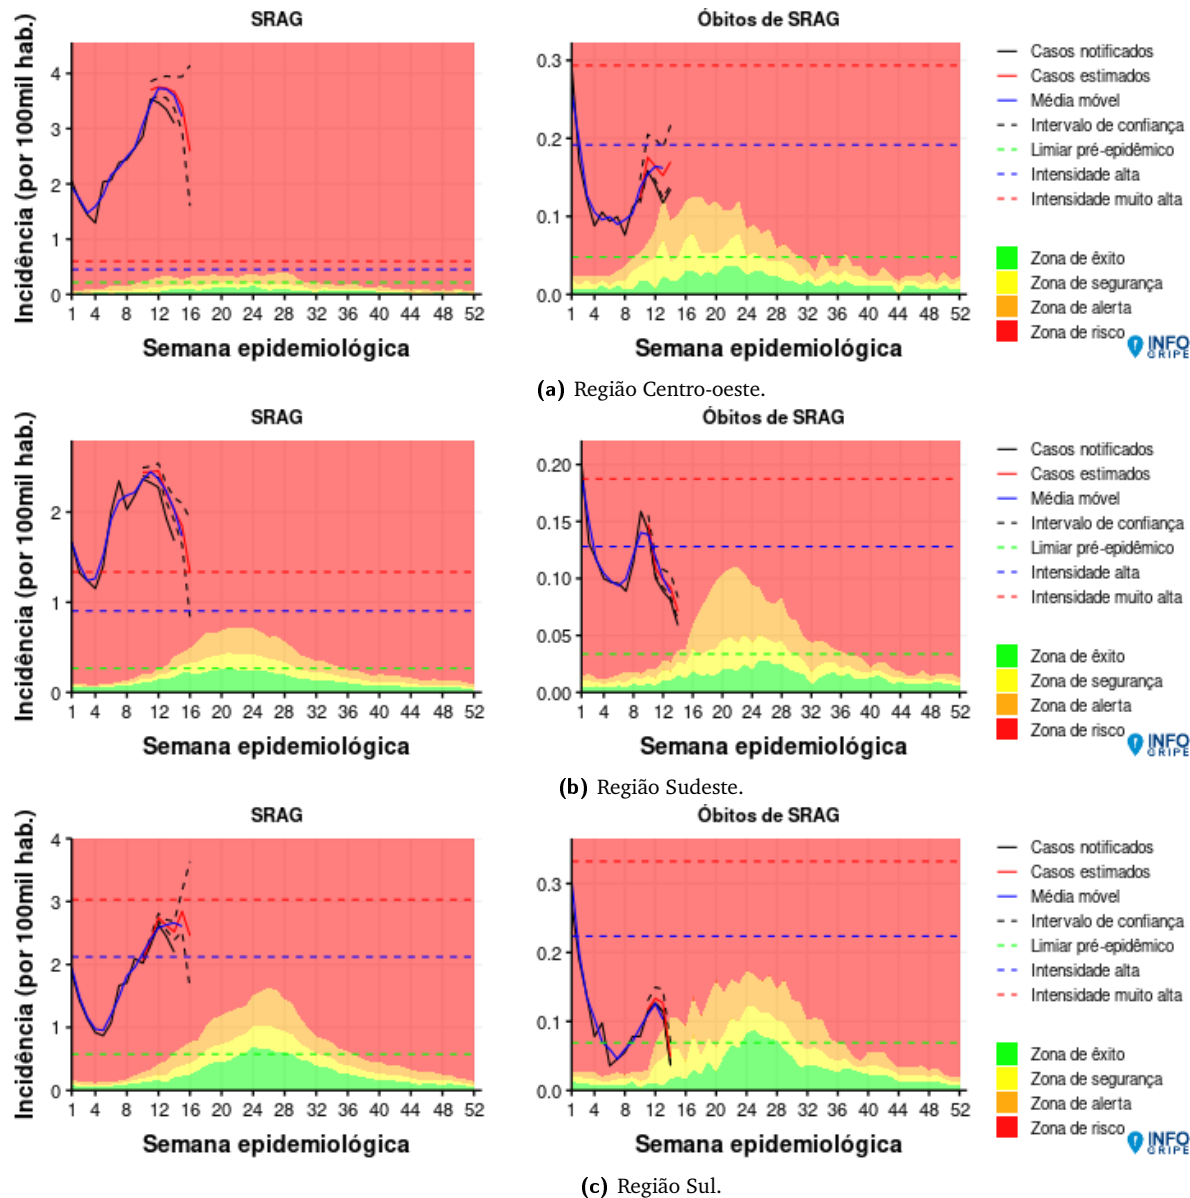 SRAG
Óbitos de SRAG
Incidência (por 100mil hab.)
4
3
2
1
0
1 4 8 12 16 20 24 28 32 36 40 44 48 52
Semana epidemiológica
0.3
0.2
0.1
0.0
1 4 8 12 16 20 24 28 32 36 40 44 48 52
Semana epidemiológica
Casos notificados
Casos estimados
Média móvel
Intervalo de confiança
Limiar pré-epidêmico
Intensidade alta
Intensidade muito alta
Zona de êxito
Zona de segurança
Zona de alerta
Zona de risco
INFO
GRIPE
(a) Região Centro-oeste.
SRAG
Óbitos de SRAG
Incidência (por 100mil hab.)
2
1
0
1 4 8 12 16 20 24 28 32 36 40 44 48 52
Semana epidemiológica
0.20
0.15
0.10
0.05
0.00
1 4 8 12 16 20 24 28 32 36 40 44 48 52
Semana epidemiológica
Casos notificados
Casos estimados
Média móvel
Intervalo de confiança
Limiar pré-epidêmico
Intensidade alta
Intensidade muito alta
Zona de êxito
Zona de segurança
Zona de alerta
Zona de risco
INFO
GRIPE
(b) Região Sudeste.
SRAG
Óbitos de SRAG
Incidência (por 100mil hab.)
4
3
2
1
0
1 4 8 12 16 20 24 28 32 36 40 44 48 52
Semana epidemiológica
0.3
0.2
0.1
0.0
1 4 8 12 16 20 24 28 32 36 40 44 48 52
Semana epidemiológica
Casos notificados
Casos estimados
Média móvel
Intervalo de confiança
Limiar pré-epidêmico
Intensidade alta
Intensidade muito alta
Zona de êxito
Zona de segurança
Zona de alerta
Zona de risco
INFO
GRIPE
(c) Região Sul.